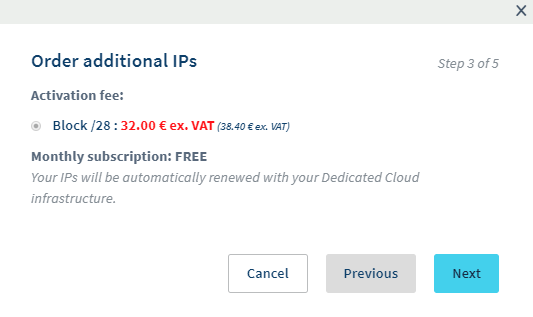 Order additional IPs
Step 3 of 5
Activation fee:
Block /28 : 32.00 € ex. VAT (38.40 € ex. VAT)
Monthly subscription: FREE
Your IPs will be automatically renewed with your Dedicated Cloud
infrastructure.
Cancel Previous Next